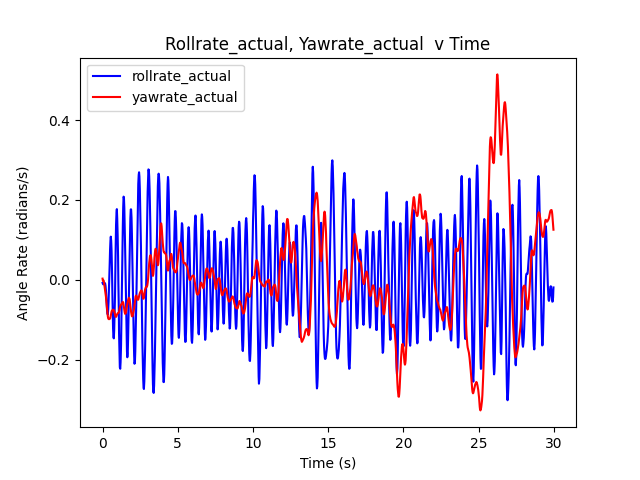 Rollrate_actual, Yawrate_actual  v Time
rollrate_actual
yawrate_actual
Angle Rate (radians/s)
0.4
0.2
0.0
−0.2
0 5 10 15 20 25 30
Time (s)